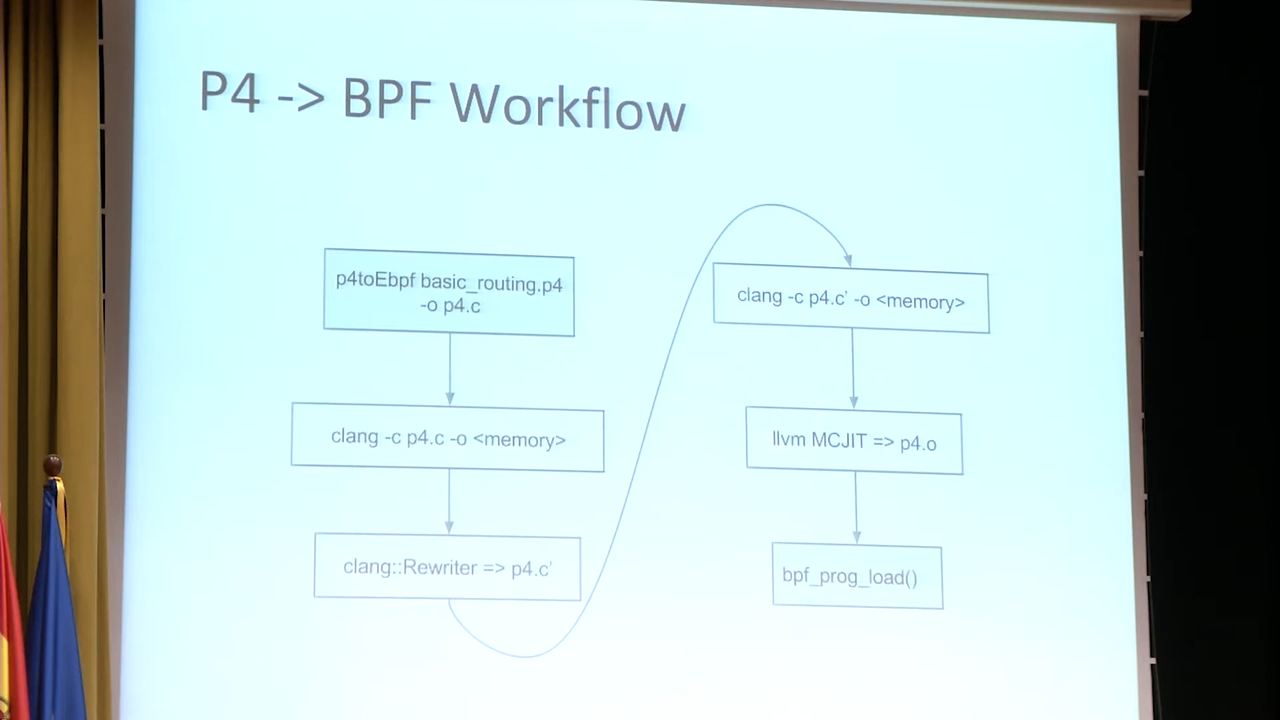 P4 -> BPF Workflow
p4toEbpf basic_routing.p4
-o p4.c
clang -c p4.c -o <memory>
clang::Rewriter => p4.c'
clang -c p4.c' -o <memory>
llvm MCJIT => p4.o
bpf_prog_load()